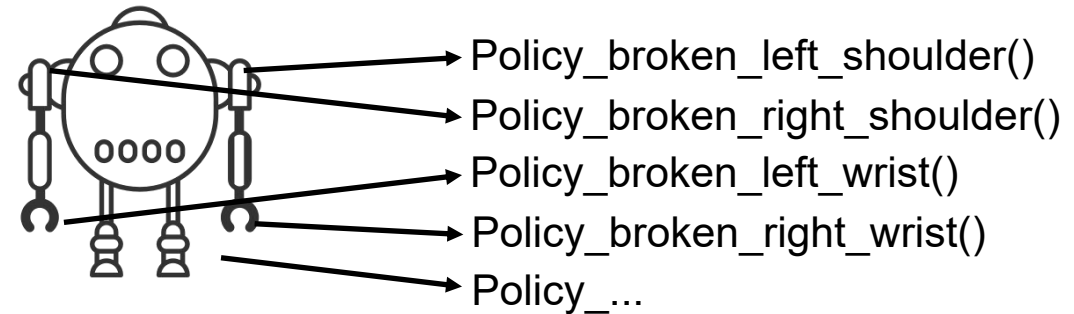 Policy_broken_left_shoulder()
Policy_broken_right_shoulder()
Policy_broken_left_wrist()
Policy_broken_right_wrist()
Policy_...